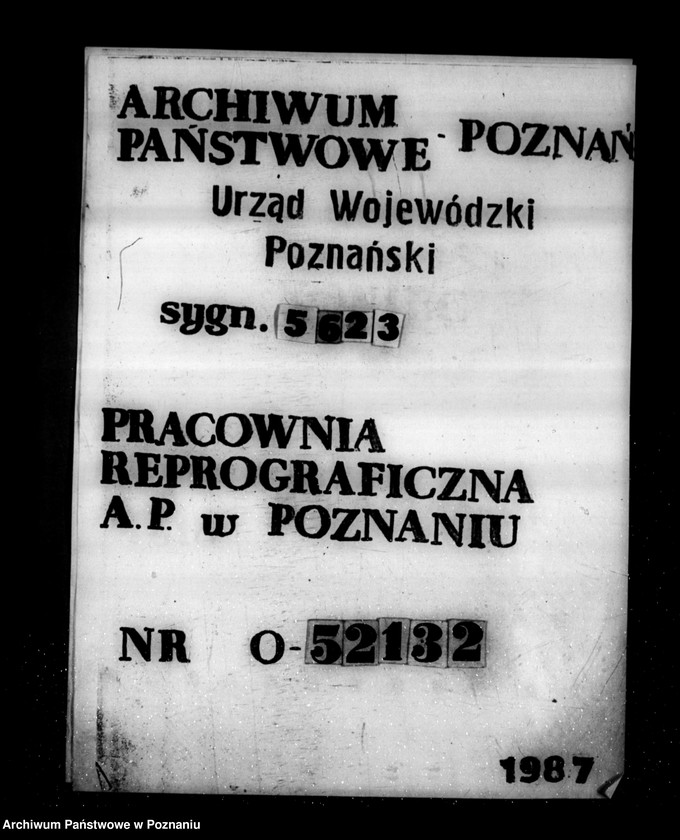 ARCHIWUM
PAŃSTWOWE - POZNAŃ
Urząd Wojewódzki
Poznański
sygn. 5623
PRACOWNIA
REPROGRAFICZNA
A.P. w POZNANIU
NR O-52132
1987
Archiwum Państwowe w Poznaniu